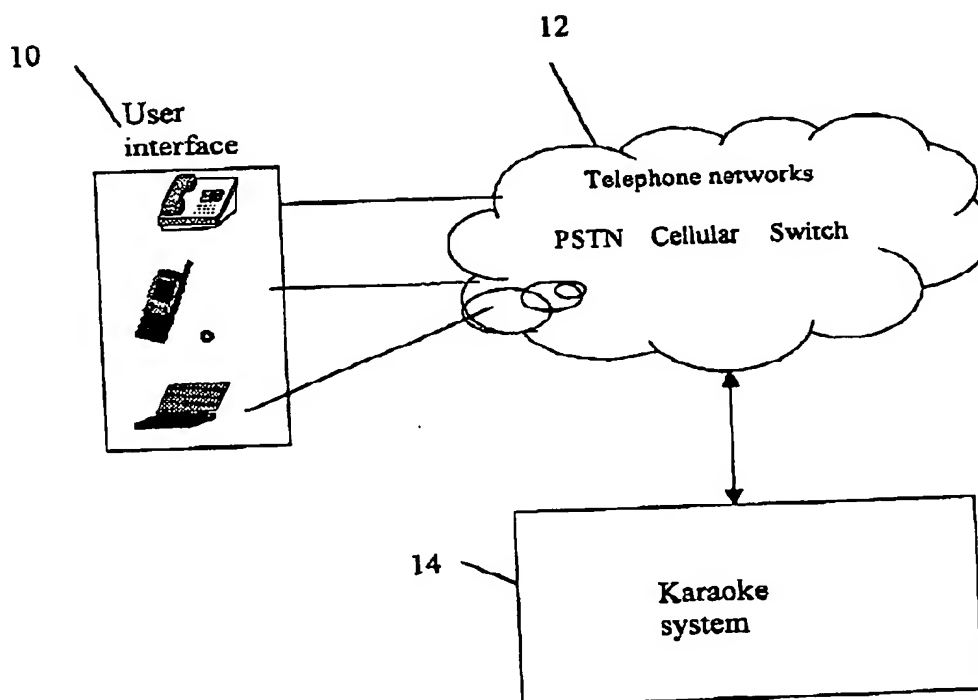 10
12
User
interface
Telephone networks
PSTN Cellular Switch
14
Karaoke
system